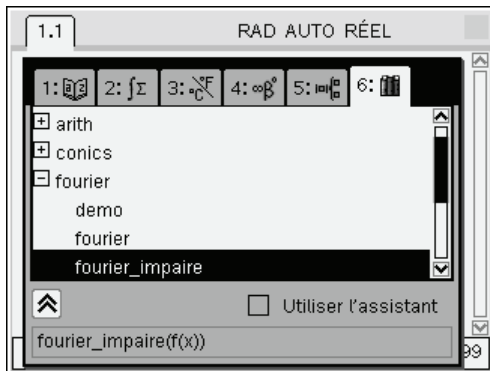 1.1 RAD AUTO RÉEL
1: 2: ∫Σ 3: °C°F 4: ∞β° 5: 6:
arith
conics
fourier
demo
fourier
fourier_impaire
Utiliser l'assistant
fourier_impaire(f(x))
99